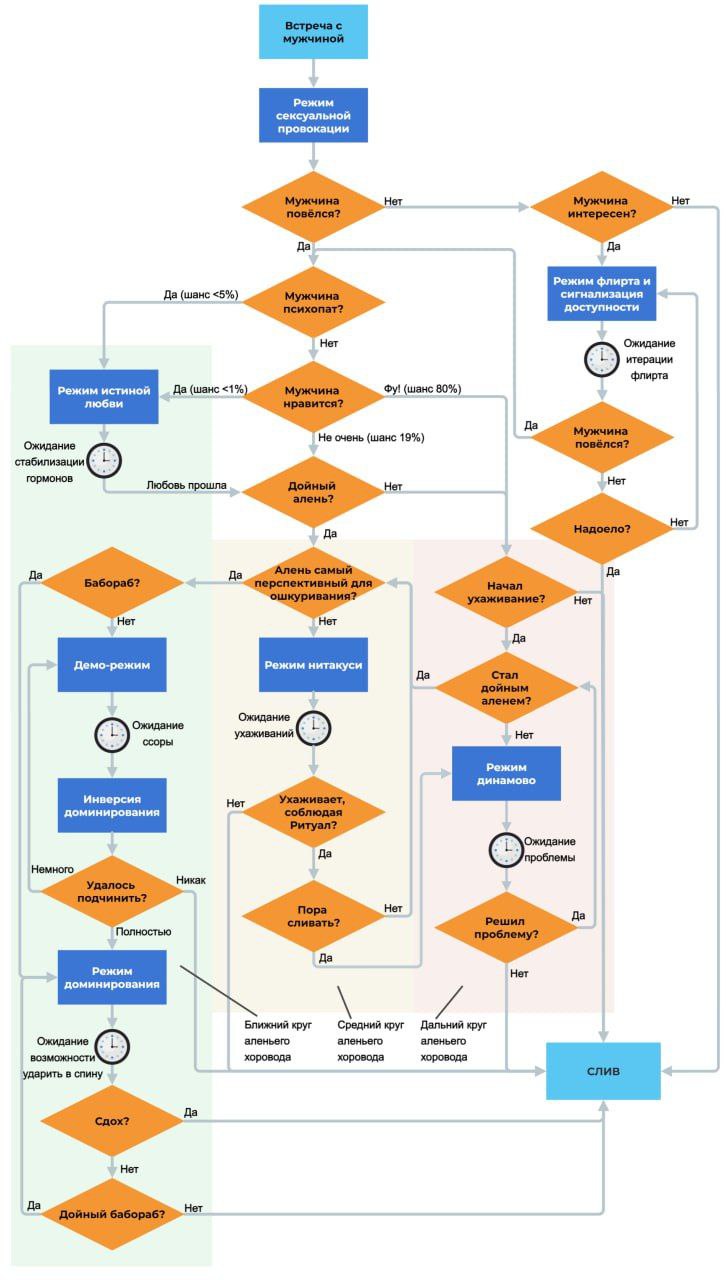 Встреча с
мужчиной
Режим
сексуальной
провокации
Мужчина
повёлся?
Нет
Мужчина
интересен?
Нет
Да
Да
Мужчина
психопат?
Да (шанс <5%)
Нет
Режим флирта и
сигнализация
доступности
Ожидание
итерации
флирта
Режим истиной
любви
Да (шанс <1%)
Мужчина
нравится?
Фу! (шанс 80%)
Не очень (шанс 19%)
Да
Мужчина
повёлся?
Нет
Ожидание
стабилизации
гормонов
Любовь прошла
Дойный
алень?
Нет
Да
Надоело?
Нет
Да
Да
Бабораб?
Да
Нет
Алень самый
перспективный для
ошкуривания?
Нет
Начал
ухаживание?
Нет
Да
Демо-режим
Режим нитакуси
Да
Стал
дойным
аленем?
Нет
Ожидание
ссоры
Ожидание
ухаживаний
Режим
динамово
Инверсия
доминирования
Нет
Ухаживает,
соблюдая
Ритуал?
Да
Ожидание
проблемы
Немного
Удалось
подчинить?
Никак
Полностью
Пора
сливать?
Нет
Да
Решил
проблему?
Да
Нет
Режим
доминирования
Ближний круг
аленьего
хоровода
Средний круг
аленьего
хоровода
Дальний круг
аленьего
хоровода
Ожидание
возможности
ударить в спину
СЛИВ
Сдох?
Да
Нет
Да
Дойный бабораб?
Нет